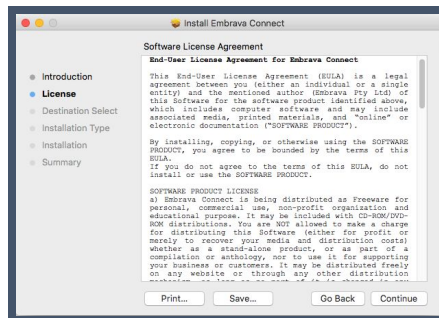 Install Embrava Connect
Software License Agreement
Introduction
License
Destination Select
Installation Type
Installation
Summary
End-User License Agreement for Embrava Connect
This End-User License Agreement (EULA) is a legal
agreement between you (either an individual or a single
entity) and the mentioned author (Embrava Pty Ltd) of
this Software for the software product identified above,
which includes computer software and may include
associated media, printed materials, and "online" or
electronic documentation ("SOFTWARE PRODUCT").
By installing, copying, or otherwise using the SOFTWARE
PRODUCT, you agree to be bounded by the terms of this
EULA.
If you do not agree to the terms of this EULA, do not
install or use the SOFTWARE PRODUCT.
SOFTWARE PRODUCT LICENSE
a) Embrava Connect is being distributed as Freeware for
personal, commercial use, non-profit organization and
educational purpose. It may be included with CD-ROM/DVD-
ROM distributions. You are NOT allowed to make a charge
for distributing this Software (either for profit or
merely to recover your media and distribution costs)
whether as a stand-alone product, or as part of a
compilation or anthology, nor to use it for supporting
your business or customers. It may be distributed freely
on any website or through any other distribution
Print...
Save...
Go Back
Continue